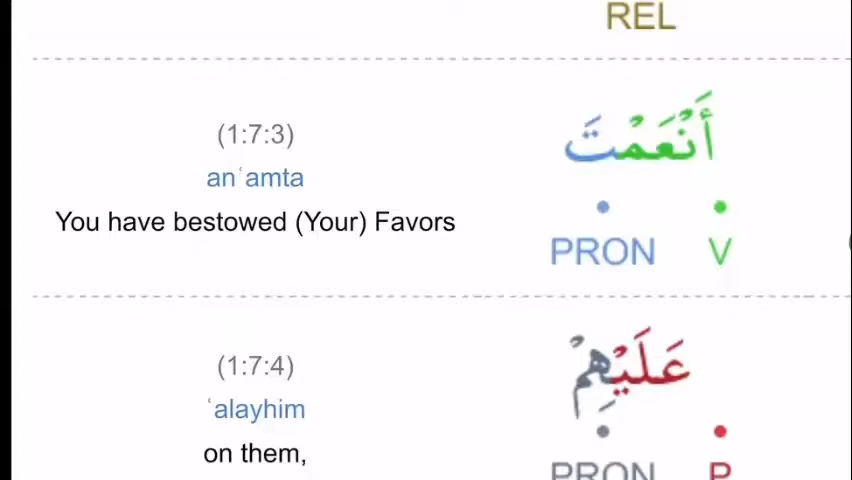 REL
(1:7:3)
anʿamta
You have bestowed (Your) Favors
أَنْعَمْتَ
PRON V
(1:7:4)
ʿalayhim
on them,
عَلَيْهِمْ
PRON P